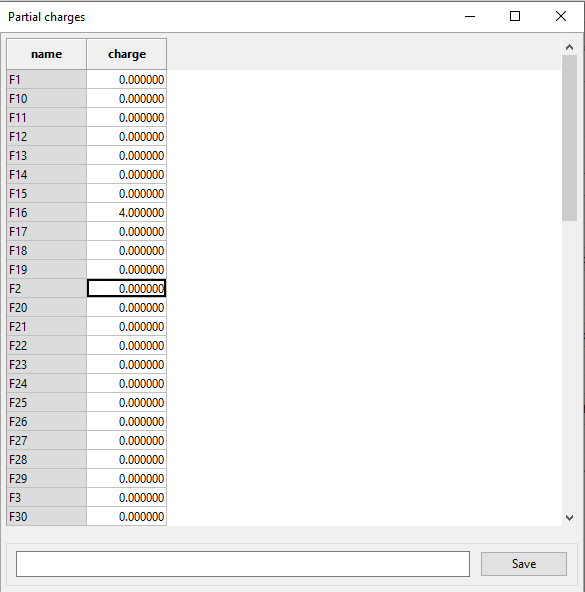 Partial charges
name charge
F1 0.000000
F10 0.000000
F11 0.000000
F12 0.000000
F13 0.000000
F14 0.000000
F15 0.000000
F16 4.000000
F17 0.000000
F18 0.000000
F19 0.000000
F2 0.000000
F20 0.000000
F21 0.000000
F22 0.000000
F23 0.000000
F24 0.000000
F25 0.000000
F26 0.000000
F27 0.000000
F28 0.000000
F29 0.000000
F3 0.000000
F30 0.000000
Save